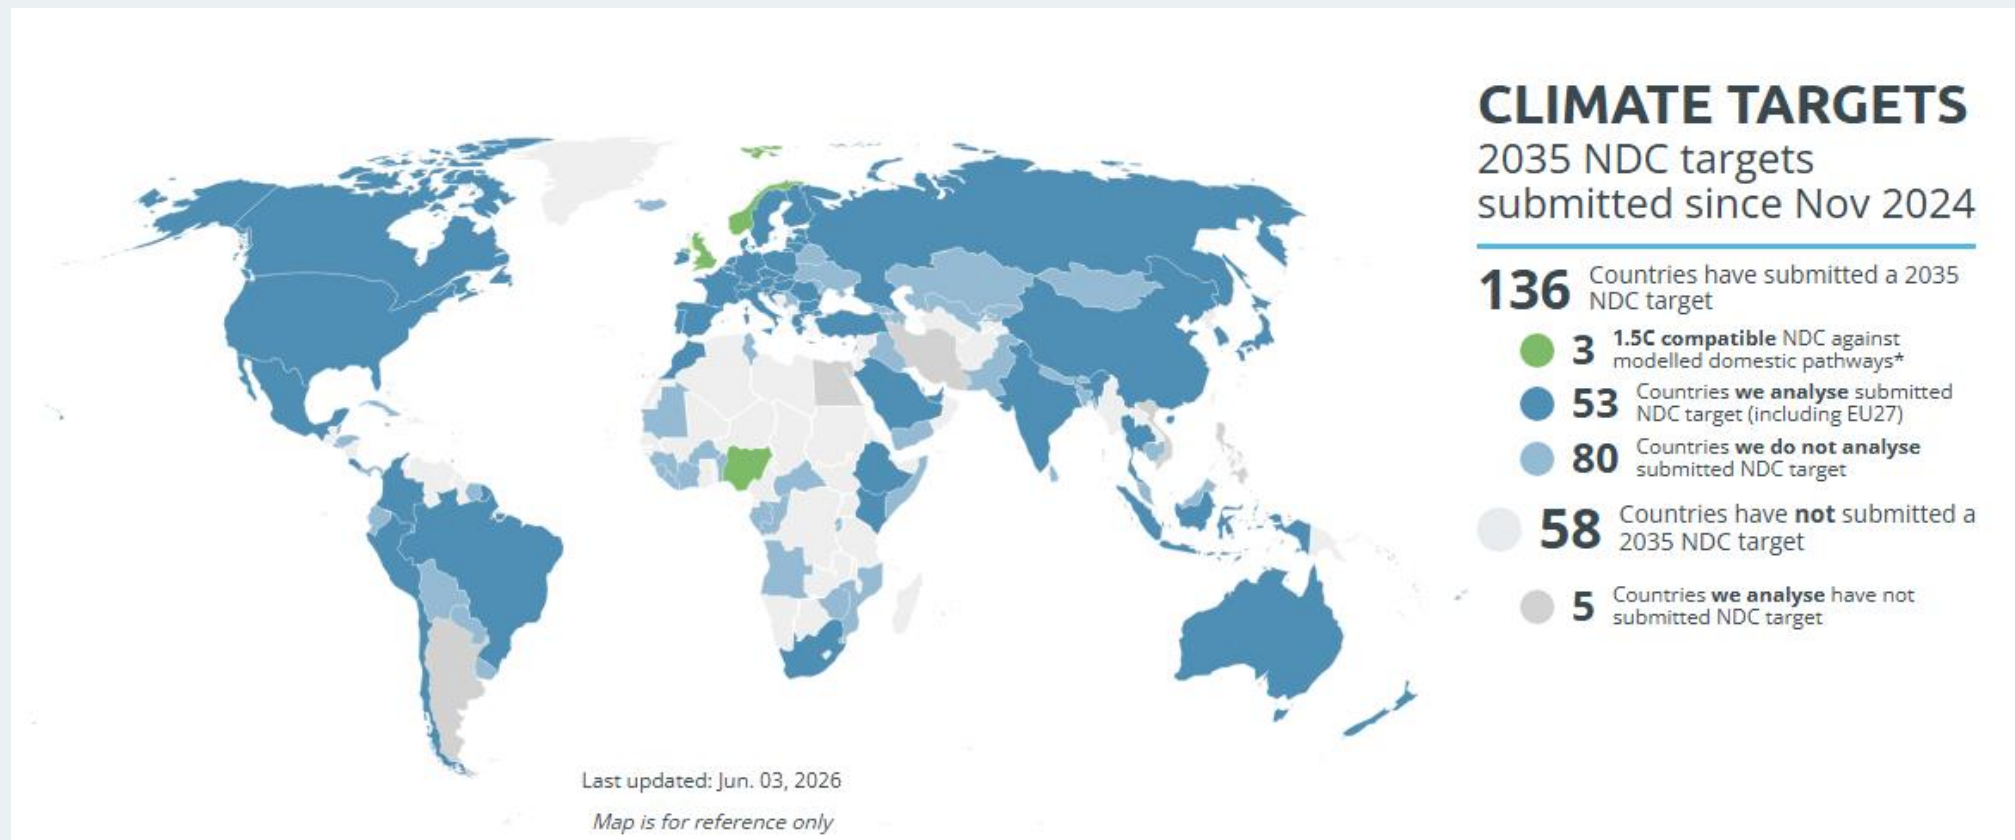 CLIMATE TARGETS
2035 NDC targets
submitted since Nov 2024
136 Countries have submitted a 2035
NDC target
3 1.5C compatible NDC against
modelled domestic pathways*
53 Countries we analyse submitted
NDC target (including EU27)
80 Countries we do not analyse
submitted NDC target
58 Countries have not submitted a
2035 NDC target
5 Countries we analyse have not
submitted NDC target
Last updated: Jun. 03, 2026
Map is for reference only